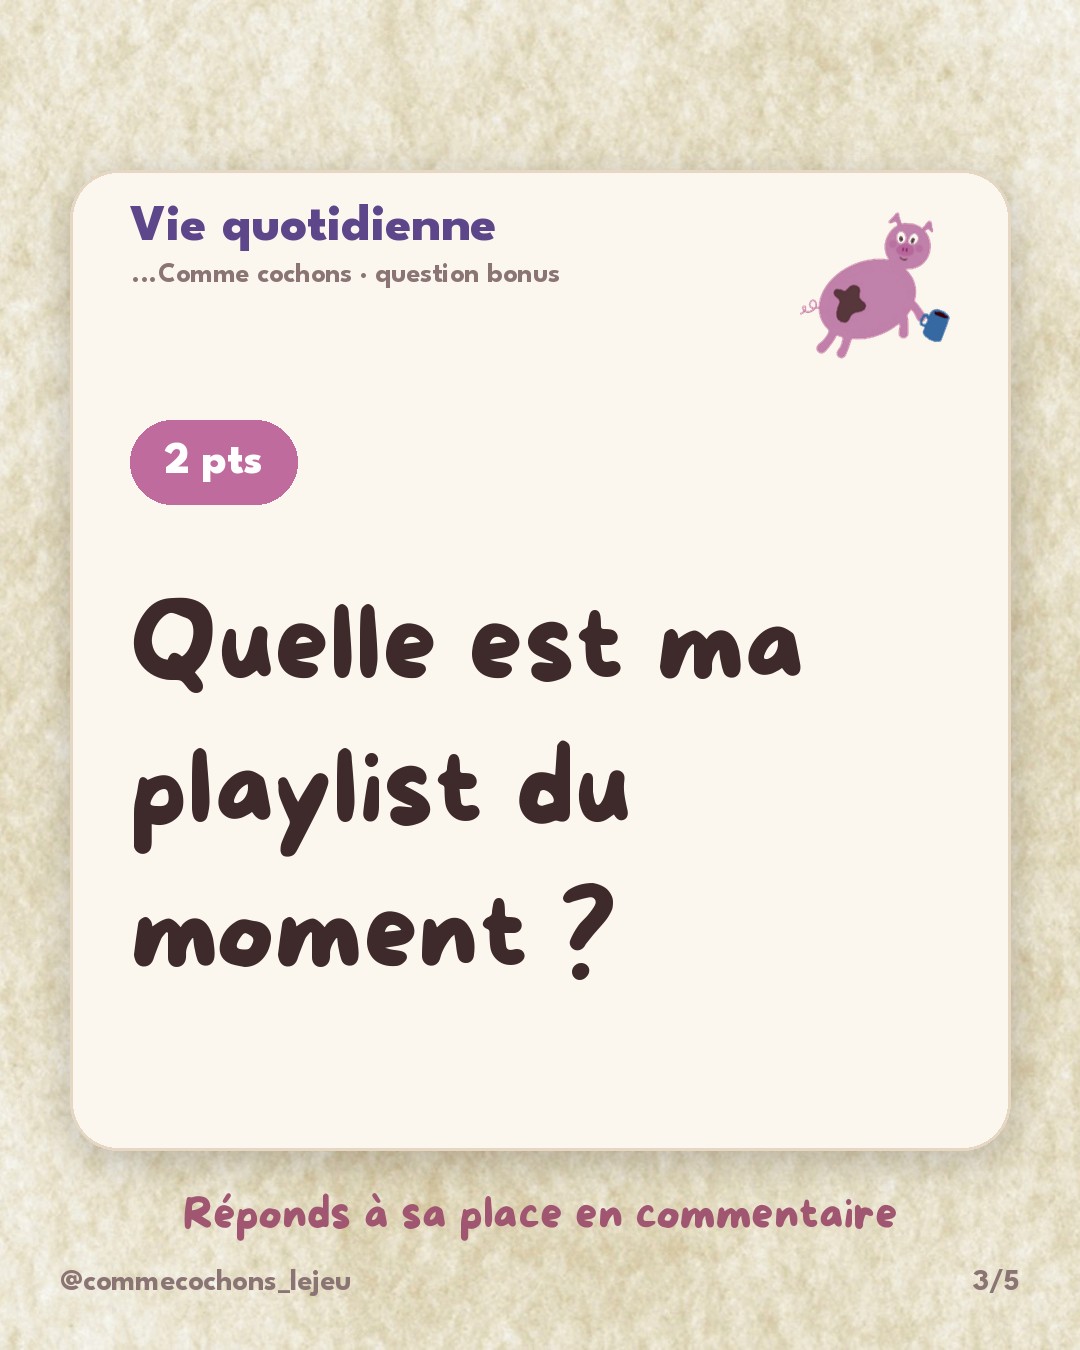 Vie quotidienne
...Comme cochons · question bonus
2 pts
Quelle est ma
playlist du
moment ?
Réponds à sa place en commentaire
@commecochons_lejeu
3/5